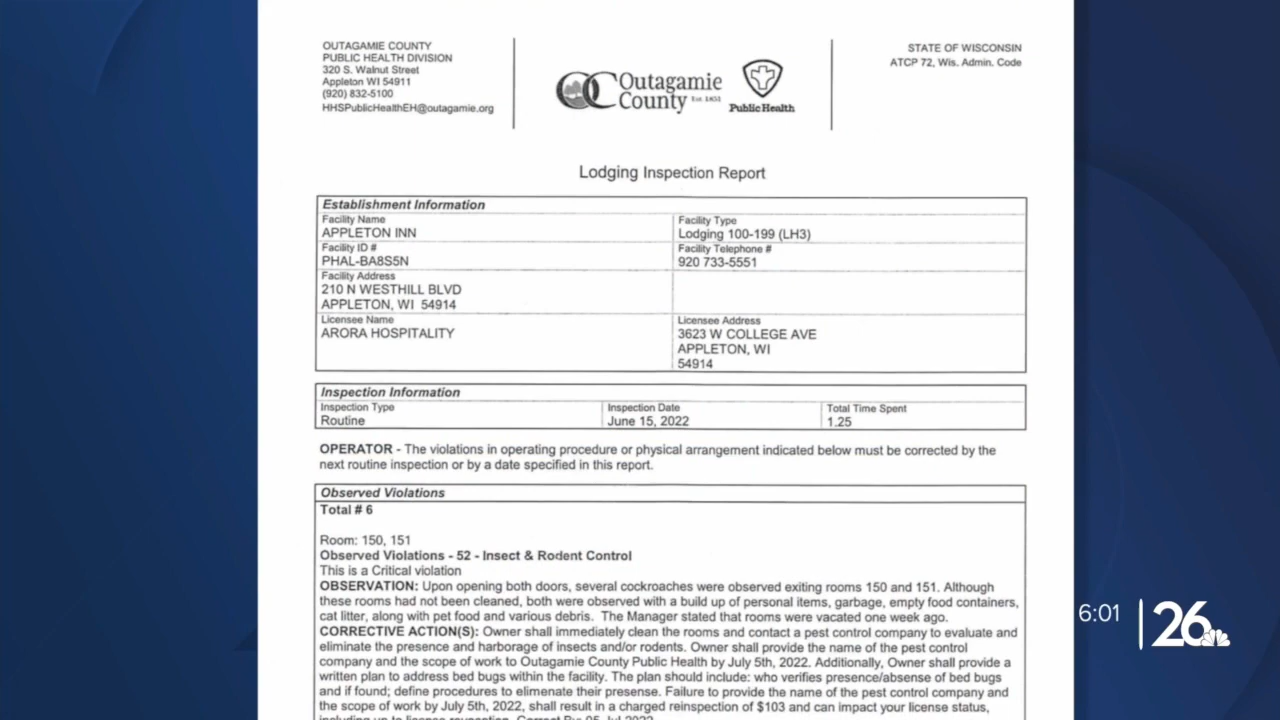 OUTAGAMIE COUNTY
PUBLIC HEALTH DIVISION
320 S. Walnut Street
Appleton WI 54911
(920) 832-5100
HHSPublicHealthEH@outagamie.org
Outagamie
County Est. 1851
Public Health
STATE OF WISCONSIN
ATCP 72, Wis. Admin. Code
Lodging Inspection Report
Establishment Information
Facility Name
APPLETON INN
Facility Type
Lodging 100-199 (LH3)
Facility ID #
PHAL-BA8S5N
Facility Telephone #
920 733-5551
Facility Address
210 N WESTHILL BLVD
APPLETON, WI 54914
Licensee Name
ARORA HOSPITALITY
Licensee Address
3623 W COLLEGE AVE
APPLETON, WI
54914
Inspection Information
Inspection Type
Routine
Inspection Date
June 15, 2022
Total Time Spent
1.25
OPERATOR - The violations in operating procedure or physical arrangement indicated below must be corrected by the
next routine inspection or by a date specified in this report.
Observed Violations
Total # 6
Room: 150, 151
Observed Violations - 52 - Insect & Rodent Control
This is a Critical violation
OBSERVATION: Upon opening both doors, several cockroaches were observed exiting rooms 150 and 151. Although
these rooms had not been cleaned, both were observed with a build up of personal items, garbage, empty food containers,
cat litter, along with pet food and various debris. The Manager stated that rooms were vacated one week ago.
CORRECTIVE ACTION(S): Owner shall immediately clean the rooms and contact a pest control company to evaluate and
eliminate the presence and harborage of insects and/or rodents. Owner shall provide the name of the pest control
company and the scope of work to Outagamie County Public Health by July 5th, 2022. Additionally, Owner shall provide a
written plan to address bed bugs within the facility. The plan should include: who verifies presence/absense of bed bugs
and if found; define procedures to elimenate their presense. Failure to provide the name of the pest control company and
the scope of work by July 5th, 2022, shall result in a charged reinspection of $103 and can impact your license status,
including up to license revocation. Correct By: 05-Jul-2022
6:01
26